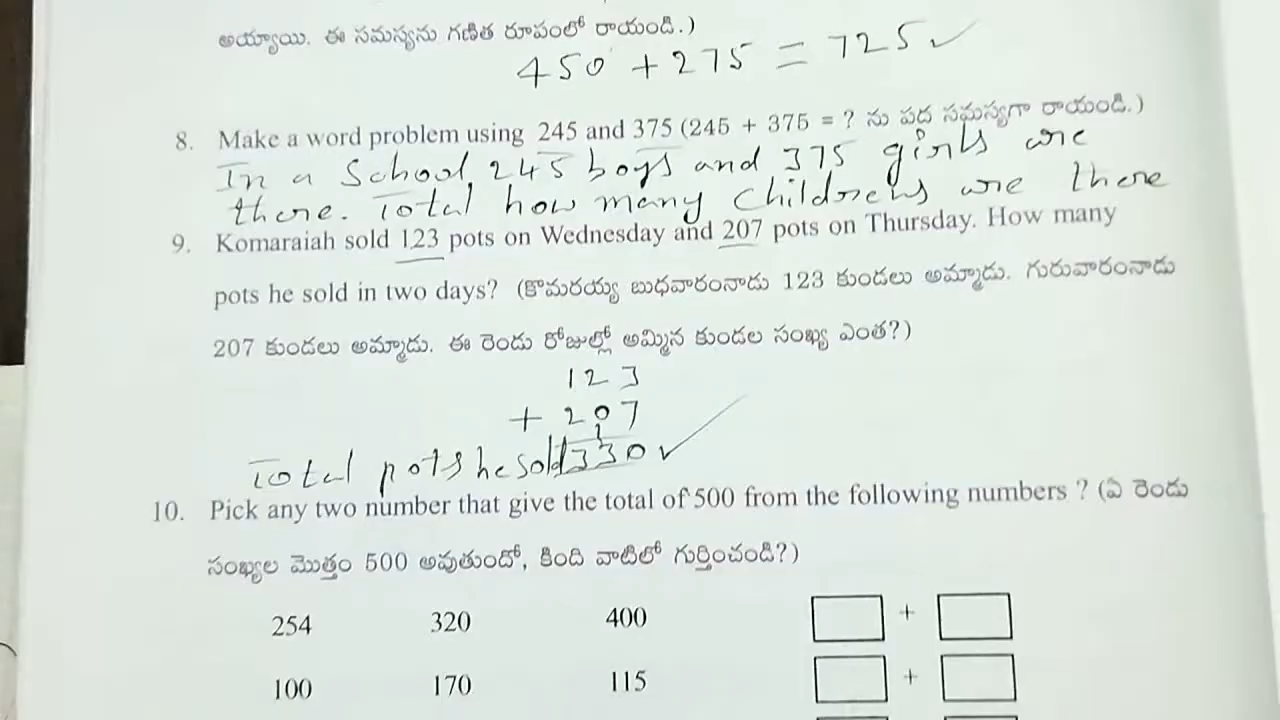 అయ్యాయి. ఈ సమస్యను గణిత రూపంలో రాయండి.)
450 + 275 = 725 ✓
8. Make a word problem using 245 and 375 (245 + 375 = ? ను పద సమస్యగా రాయండి.)
In a School 245 boys and 375 girls are
there. Total how many Childrens are there
9. Komaraiah sold 123 pots on Wednesday and 207 pots on Thursday. How many
pots he sold in two days? (కొమరయ్య బుధవారంనాడు 123 కుండలు అమ్మాడు. గురువారంనాడు
207 కుండలు అమ్మాడు. ఈ రెండు రోజుల్లో అమ్మిన కుండల సంఖ్య ఎంత?)
123
+ 207
1
Total pots he sold 330 ✓
10. Pick any two number that give the total of 500 from the following numbers ? (ఏ రెండు
సంఖ్యల మొత్తం 500 అవుతుందో, కింది వాటిలో గుర్తించండి?)
254 320 400 +
100 170 115 +